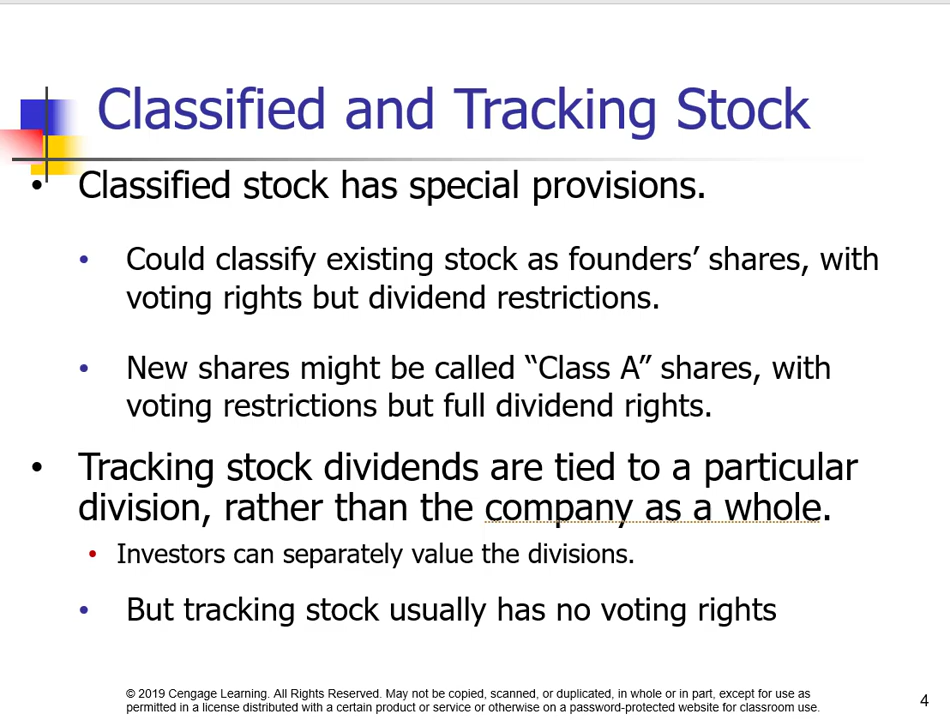 Classified and Tracking Stock
• Classified stock has special provisions.
• Could classify existing stock as founders’ shares, with
voting rights but dividend restrictions.
• New shares might be called “Class A” shares, with
voting restrictions but full dividend rights.
• Tracking stock dividends are tied to a particular
division, rather than the company as a whole.
• Investors can separately value the divisions.
• But tracking stock usually has no voting rights
© 2019 Cengage Learning. All Rights Reserved. May not be copied, scanned, or duplicated, in whole or in part, except for use as
permitted in a license distributed with a certain product or service or otherwise on a password-protected website for classroom use.
4